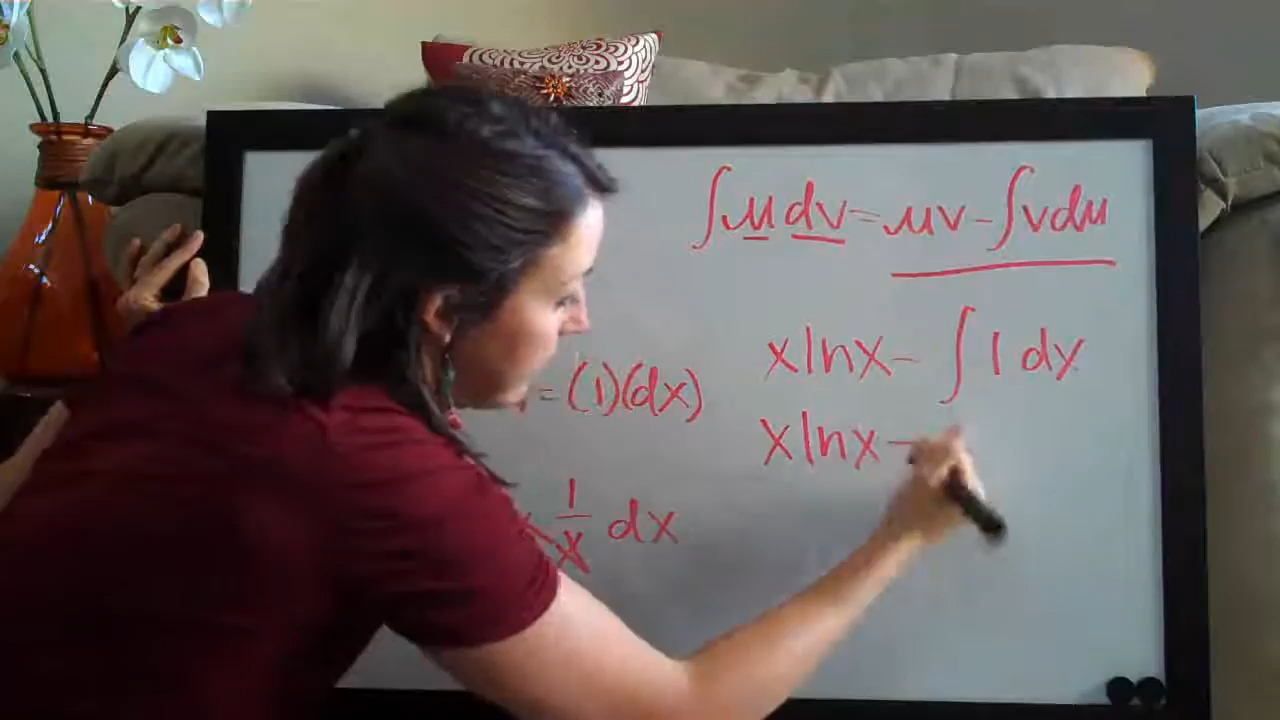 ∫u dv = uv - ∫v du
x ln x - ∫ 1 dx
= (1)(dx)
x ln x -
1/x dx